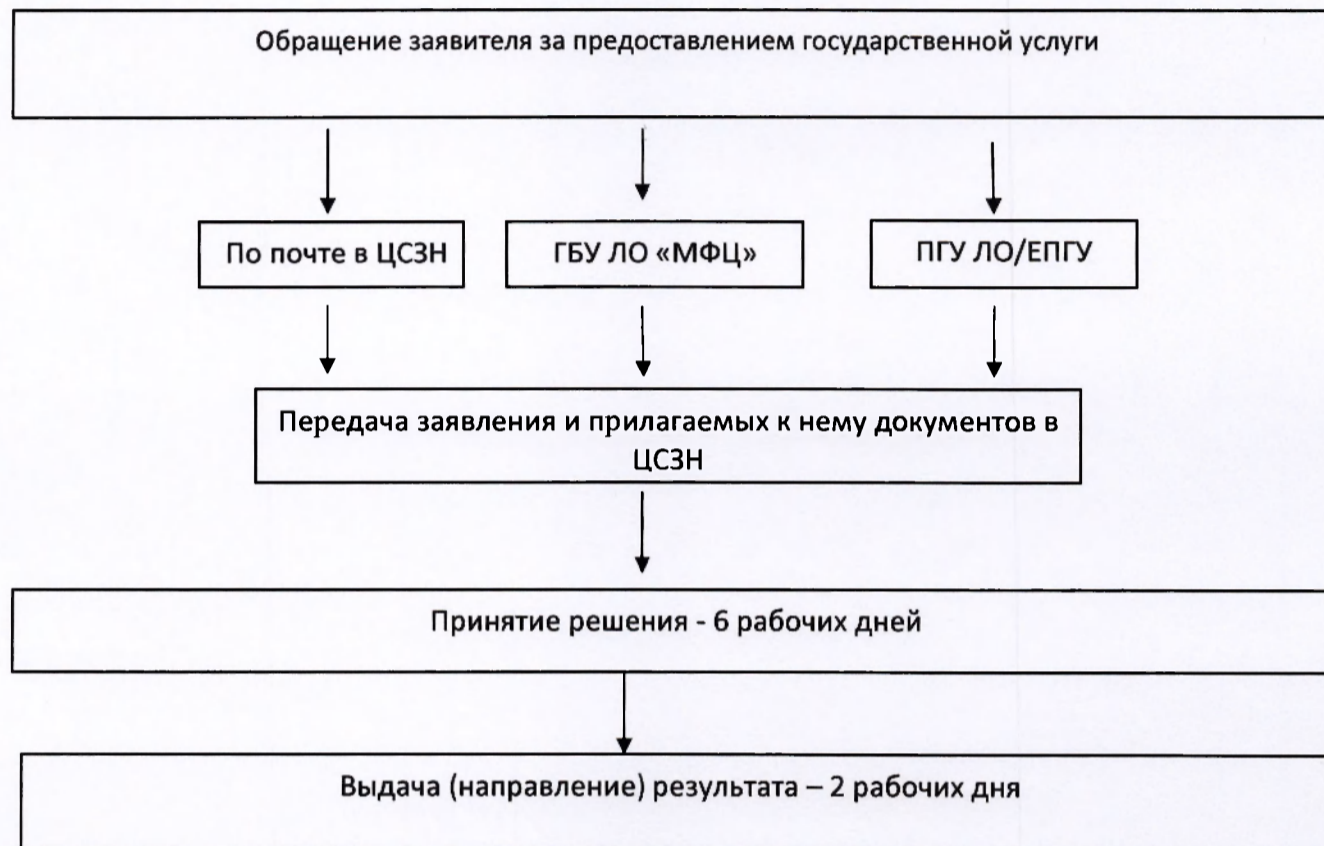 Обращение заявителя за предоставлением государственной услуги
По почте в ЦСЗН
ГБУ ЛО «МФЦ»
ПГУ ЛО/ЕПГУ
Передача заявления и прилагаемых к нему документов в
ЦСЗН
Принятие решения - 6 рабочих дней
Выдача (направление) результата – 2 рабочих дня